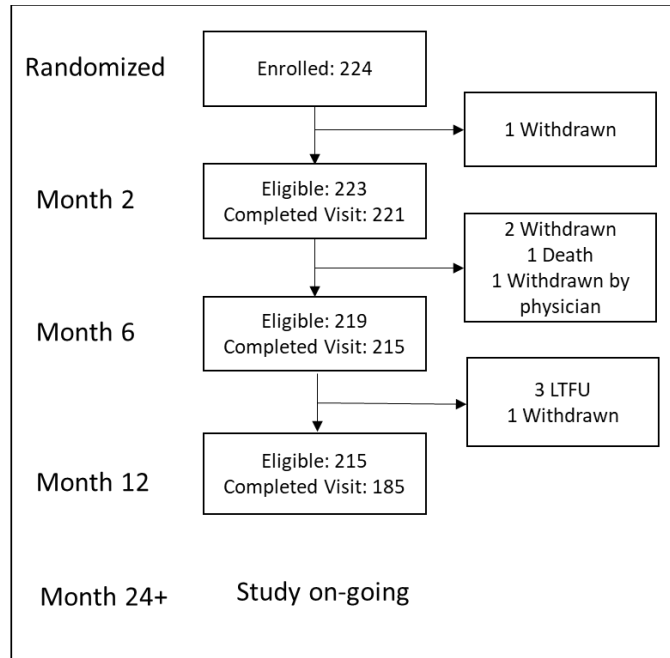 Randomized
Enrolled: 224
1 Withdrawn
Month 2
Eligible: 223
Completed Visit: 221
2 Withdrawn
1 Death
1 Withdrawn by
physician
Month 6
Eligible: 219
Completed Visit: 215
3 LTFU
1 Withdrawn
Month 12
Eligible: 215
Completed Visit: 185
Month 24+
Study on-going